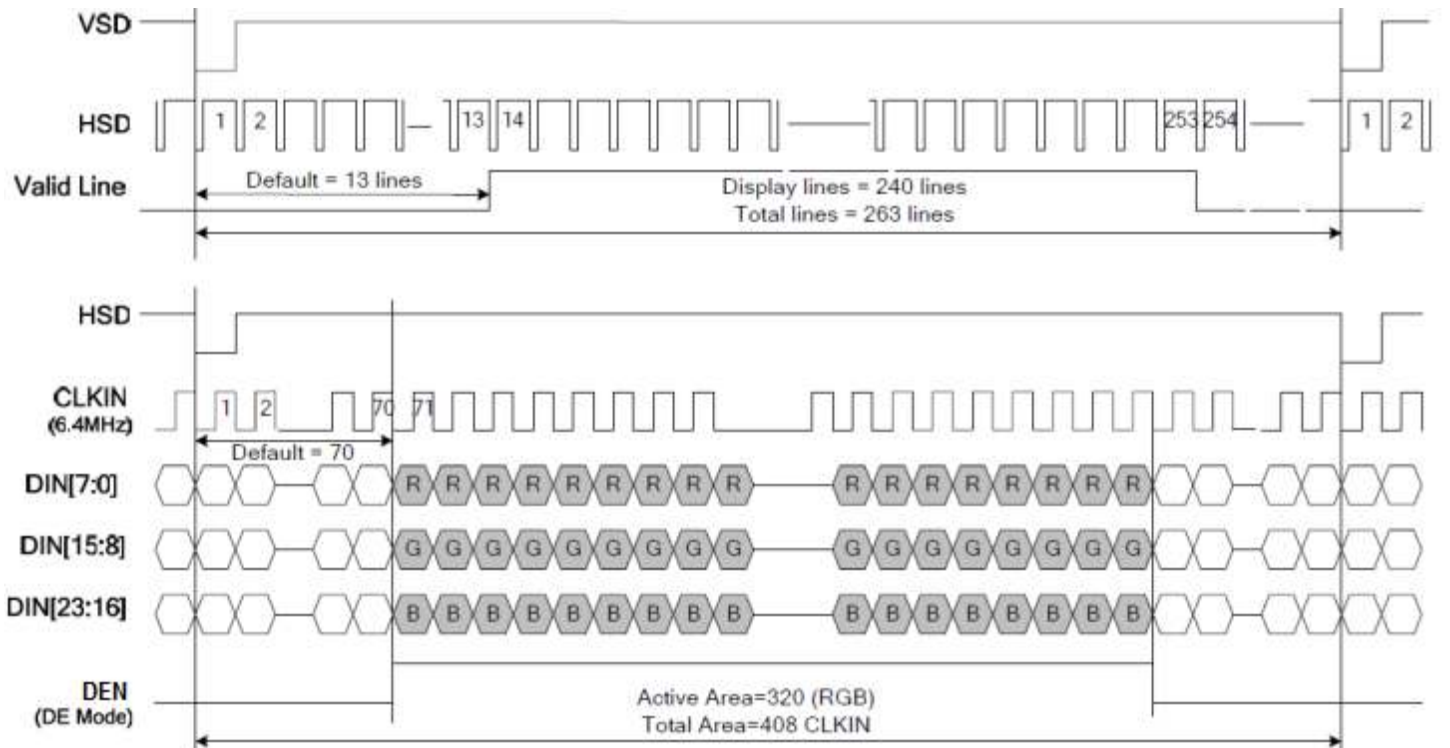 VSD
HSD
1 2 13 14 253 254 1 2
Valid Line
Default = 13 lines
Display lines = 240 lines
Total lines = 263 lines
HSD
CLKIN
(6.4MHz)
1 2 70 71
Default = 70
DIN[7:0]
R R R R R R R R R R R R R R R R R
DIN[15:8]
G G G G G G G G G G G G G G G G G
DIN[23:16]
B B B B B B B B B B B B B B B B B
DEN
(DE Mode)
Active Area=320 (RGB)
Total Area=408 CLKIN